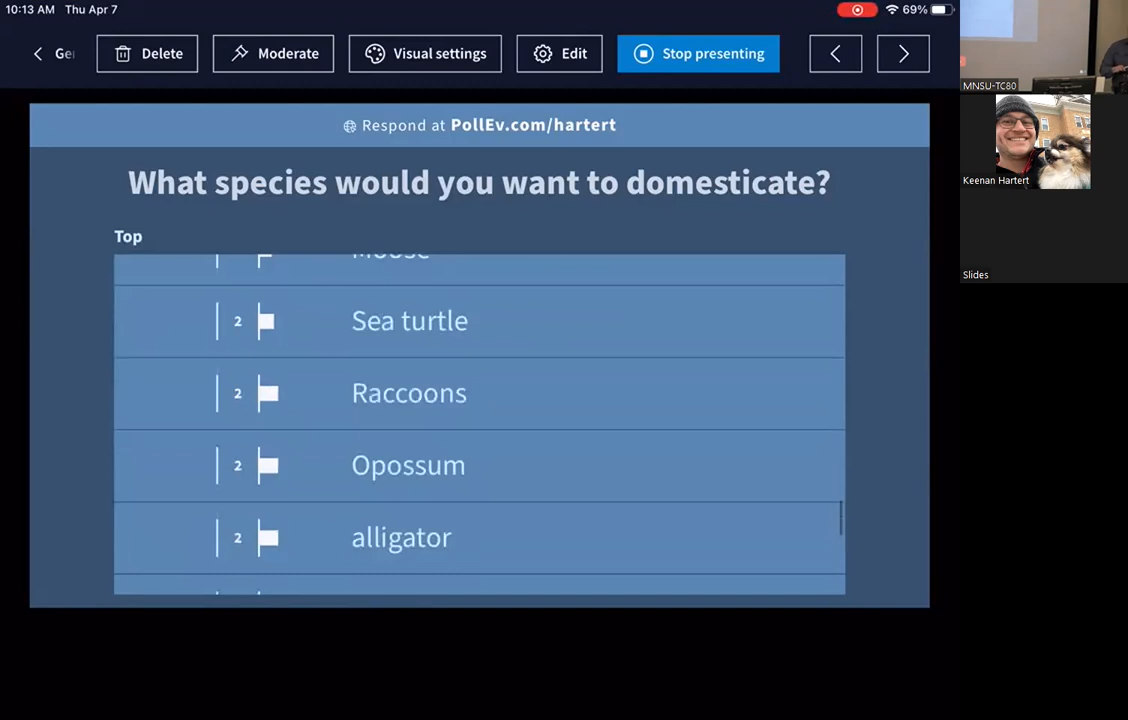 10:13 AM Thu Apr 7
69%
Ge
Delete
Moderate
Visual settings
Edit
Stop presenting
MNSU-TC80
Respond at PollEv.com/hartert
What species would you want to domesticate?
Keenan Hartert
Top
Moose
Slides
2 Sea turtle
2 Raccoons
2 Opossum
2 alligator